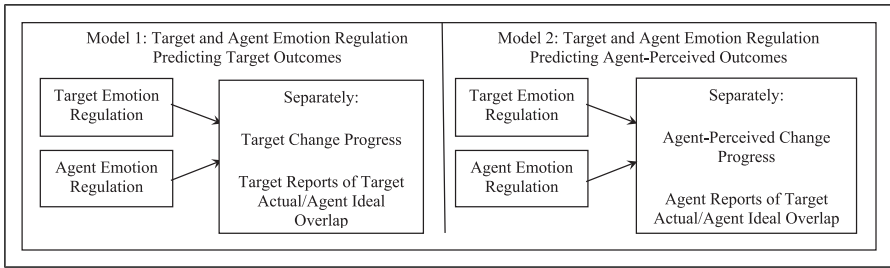 Model 1: Target and Agent Emotion Regulation
Predicting Target Outcomes
Target Emotion
Regulation
Agent Emotion
Regulation
Separately:
Target Change Progress
Target Reports of Target
Actual/Agent Ideal
Overlap
Model 2: Target and Agent Emotion Regulation
Predicting Agent-Perceived Outcomes
Target Emotion
Regulation
Agent Emotion
Regulation
Separately:
Agent-Perceived Change
Progress
Agent Reports of Target
Actual/Agent Ideal Overlap